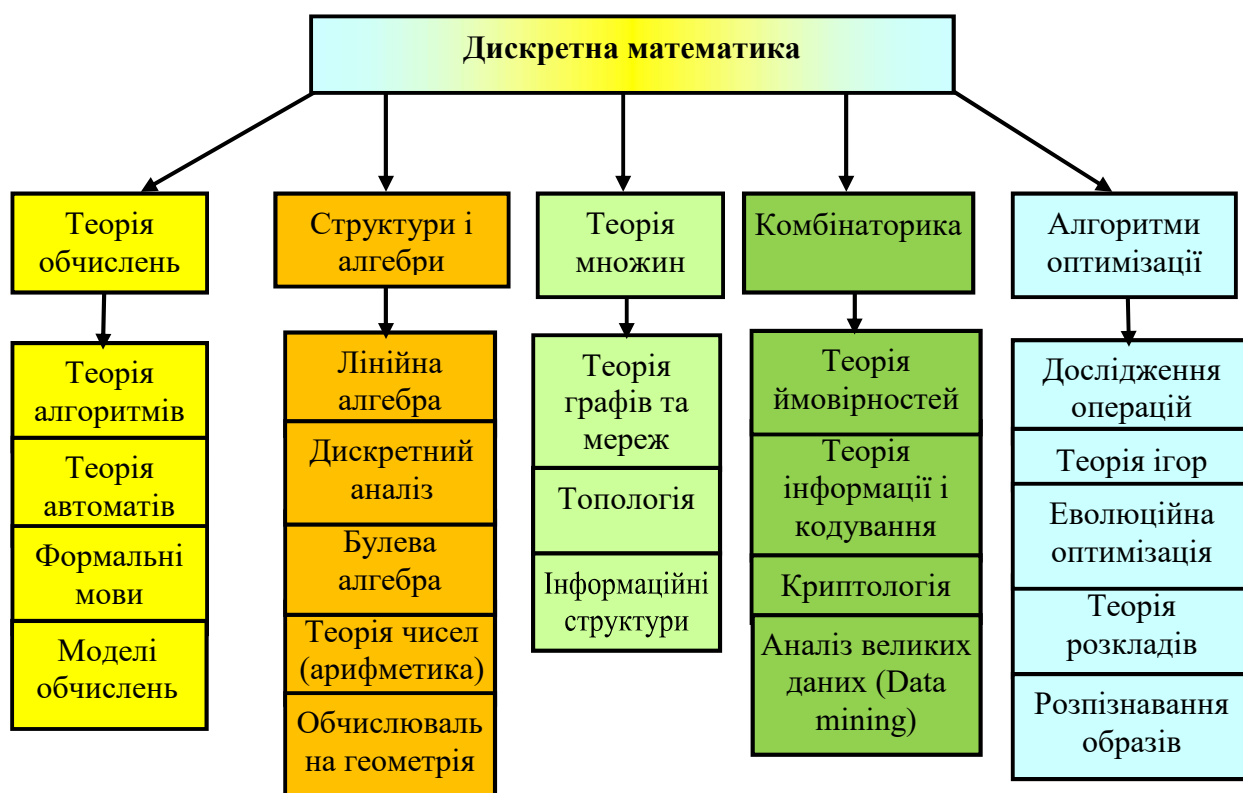 Дискретна математика
Теорія
обчислень
Структури і
алгебри
Теорія
множин
Комбінаторика
Алгоритми
оптимізації
Теорія
алгоритмів
Теорія
автоматів
Формальні
мови
Моделі
обчислень
Лінійна
алгебра
Дискретний
аналіз
Булева
алгебра
Теорія чисел
(арифметика)
Обчислюваль
на геометрія
Теорія
графів та
мереж
Топологія
Інформаційні
структури
Теорія
ймовірностей
Теорія
інформації і
кодування
Криптологія
Аналіз великих
даних (Data
mining)
Дослідження
операцій
Теорія ігор
Еволюційна
оптимізація
Теорія
розкладів
Розпізнавання
образів